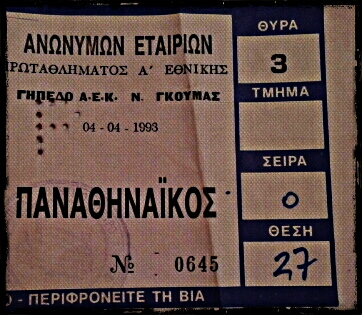 ΑΝΩΝΥΜΩΝ ΕΤΑΙΡΙΩΝ
ΠΡΩΤΑΘΛΗΜΑΤΟΣ Α΄ ΕΘΝΙΚΗΣ
ΓΗΠΕΔΟ Α·Ε·Κ· Ν. ΓΚΟΥΜΑΣ
04-04-1993
ΠΑΝΑΘΗΝΑΪΚΟΣ
№ 0645
- ΠΕΡΙΦΡΟΝΕΙΤΕ ΤΗ ΒΙΑ
ΘΥΡΑ
3
ΤΜΗΜΑ
ΣΕΙΡΑ
0
ΘΕΣΗ
27